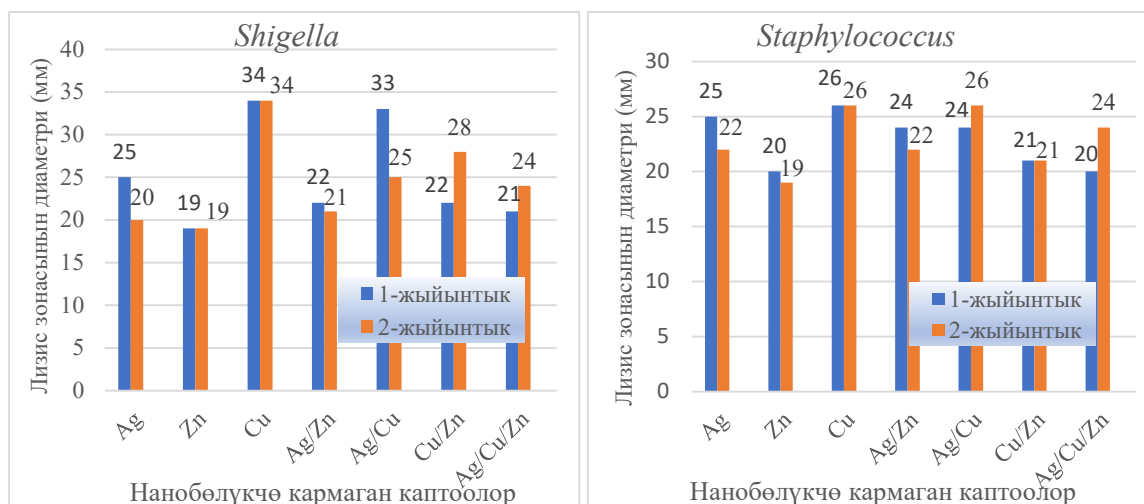 Shigella
Лизис зонасынын диаметри (мм)
40
35
30
25
20
15
10
5
0
25
20
19
19
34
34
22
21
33
25
22
28
21
24
1-жыйынтык
2-жыйынтык
Ag
Zn
Cu
Ag/Zn
Ag/Cu
Cu/Zn
Ag/Cu/Zn
Нанобөлүкчө кармаган каптоолор
Staphylococcus
Лизис зонасынын диаметри (мм)
30
25
20
15
10
5
0
25
22
20
19
26
26
24
22
24
26
21
21
20
24
1-жыйынтык
2-жыйынтык
Ag
Zn
Cu
Ag/Zn
Ag/Cu
Cu/Zn
Ag/Cu/Zn
Нанобөлүкчө кармаган каптоолор